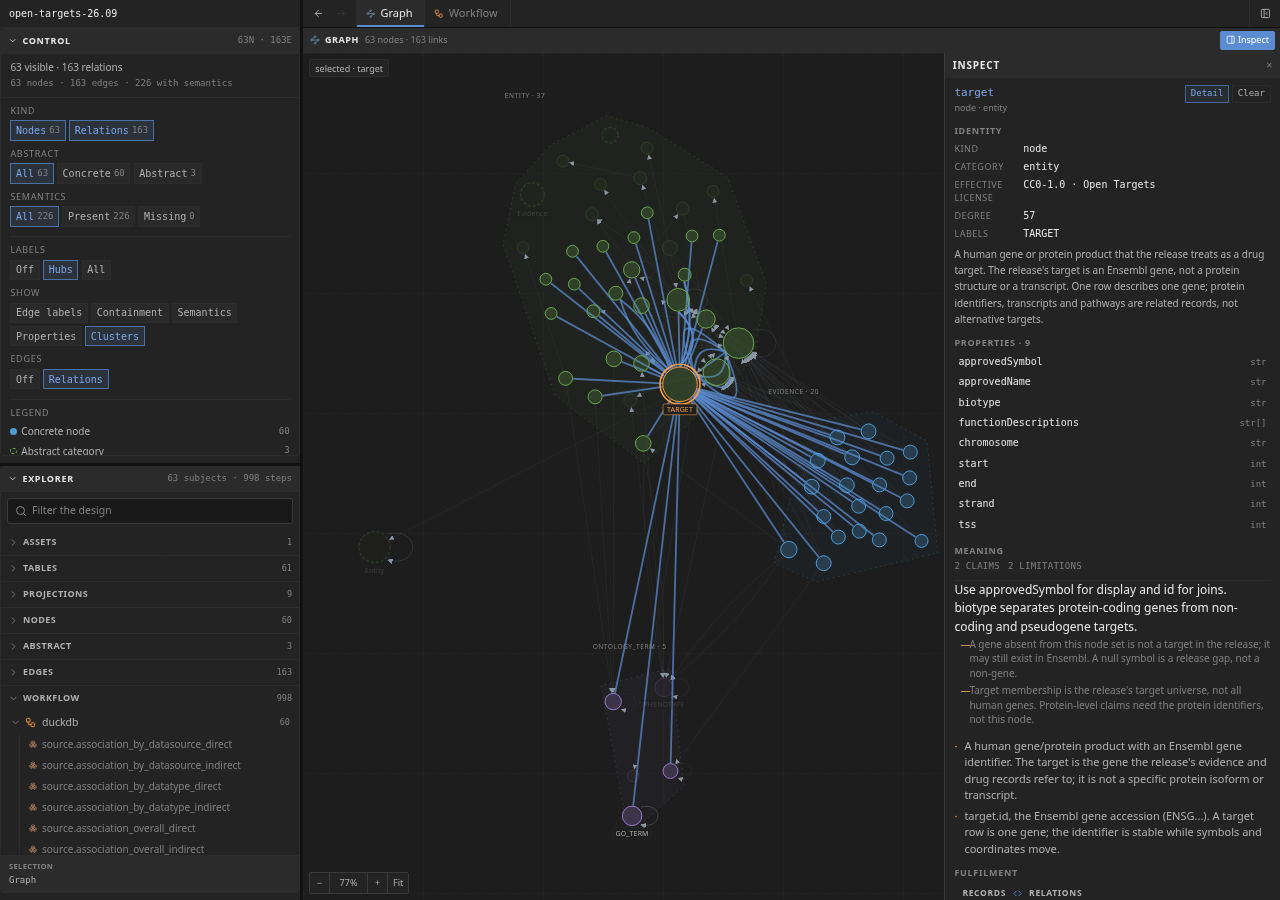 open-targets-26.09
Graph
Workflow
CONTROL
63N · 163E
GRAPH 63 nodes · 163 links
Inspect
63 visible · 163 relations
63 nodes · 163 edges · 226 with semantics
KIND
Nodes 63 Relations 163
ABSTRACT
All 63 Concrete 60 Abstract 3
SEMANTICS
All 226 Present 226 Missing 0
LABELS
Off Hubs All
SHOW
Edge labels Containment Semantics
Properties Clusters
EDGES
Off Relations
LEGEND
Concrete node 60
Abstract category 3
EXPLORER 63 subjects · 998 steps
Filter the design
ASSETS 1
TABLES 61
PROJECTIONS 9
NODES 60
ABSTRACT 3
EDGES 163
WORKFLOW 998
duckdb 60
source.association_by_datasource_direct
source.association_by_datasource_indirect
source.association_by_datatype_direct
source.association_by_datatype_indirect
source.association_overall_direct
source.association_overall_indirect
SELECTION
Graph
selected · target
ENTITY · 37
Evidence
TARGET
EVIDENCE · 20
Entity
ONTOLOGY_TERM · 5
PHENOTYPE
GO_TERM
− 77% + Fit
INSPECT ×
target Detail Clear
node · entity
IDENTITY
KIND node
CATEGORY entity
EFFECTIVE CC0-1.0 · Open Targets
LICENSE
DEGREE 57
LABELS TARGET
A human gene or protein product that the release treats as a drug
target. The release's target is an Ensembl gene, not a protein
structure or a transcript. One row describes one gene; protein
identifiers, transcripts and pathways are related records, not
alternative targets.
PROPERTIES · 9
approvedSymbol str
approvedName str
biotype str
functionDescriptions str[]
chromosome str
start int
end int
strand int
tss int
MEANING
2 CLAIMS 2 LIMITATIONS
Use approvedSymbol for display and id for joins.
biotype separates protein-coding genes from non-
coding and pseudogene targets.
—A gene absent from this node set is not a target in the release; it
may still exist in Ensembl. A null symbol is a release gap, not a
non-gene.
—Target membership is the release's target universe, not all
human genes. Protein-level claims need the protein identifiers,
not this node.
· A human gene/protein product with an Ensembl gene
identifier. The target is the gene the release's evidence and
drug records refer to; it is not a specific protein isoform or
transcript.
· target.id, the Ensembl gene accession (ENSG…). A target
row is one gene; the identifier is stable while symbols and
coordinates move.
FULFILMENT
RECORDS <> RELATIONS